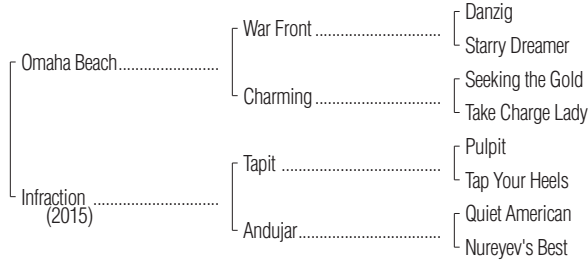 Danzig
War Front
Starry Dreamer
Omaha Beach
Seeking the Gold
Charming
Take Charge Lady
Pulpit
Tapit
Tap Your Heels
Infraction
(2015)
Quiet American
Andujar
Nureyev's Best